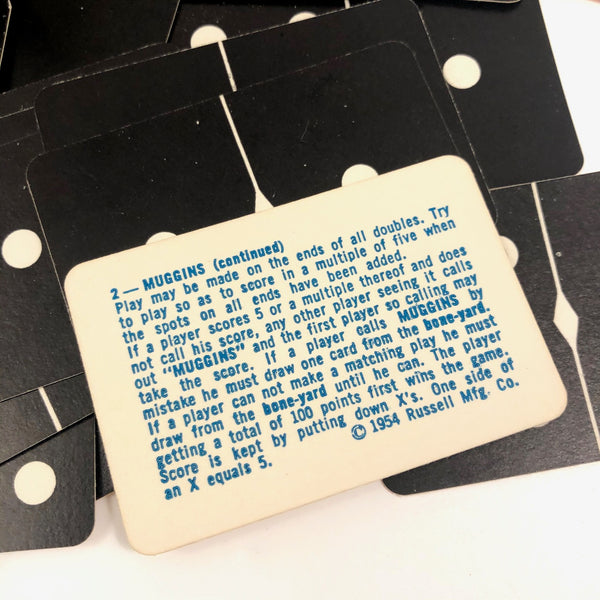 2 — MUGGINS (continued)
Play may be made on the ends of all doubles. Try
to play so as to score in a multiple of five when
the spots on all ends have been added.
If a player scores 5 or a multiple thereof and does
not call his score, any other player seeing it calls
out "MUGGINS" and the first player so calling may
take the score. If a player calls MUGGINS by
mistake he must draw one card from the bone-yard.
If a player can not make a matching play he must
draw from the bone-yard until he can. The player
getting a total of 100 points first wins the game.
Score is kept by putting down X's. One side of
an X equals 5.
© 1954 Russell Mfg. Co.